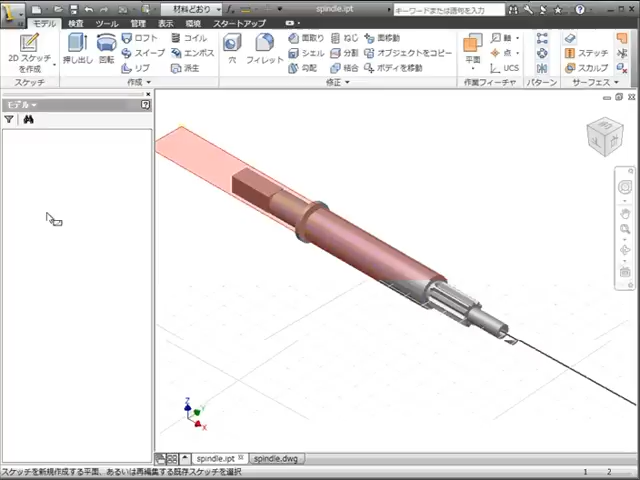 材料どおり
spindle.ipt
キーワードまたは語句を入力
モデル 検査 ツール 管理 表示 環境 スタートアップ
2D スケッチを作成
押し出し
回転
ロフト
スイープ
リブ
コイル
エンボス
派生
穴
フィレット
面取り
シェル
勾配
ねじ
分割
結合
面移動
オブジェクトをコピー
ボディを移動
平面
軸
点
UCS
ステッチ
スカルプ
スケッチ
作成
修正
作業フィーチャ
パターン
サーフェス
モデル
Z
Y
X
spindle.ipt
spindle.dwg
スケッチを新規作成する平面、あるいは再編集する既存スケッチを選択
1 2